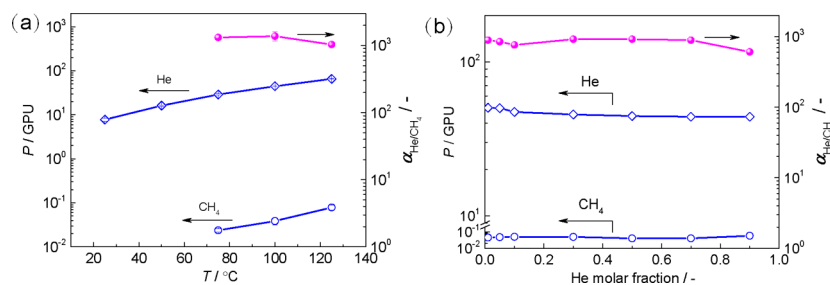 (a)
10³
10²
10¹
10⁰
10⁻¹
10⁻²
P / GPU
He
CH₄
10³
10²
10¹
10⁰
α_He/CH₄ / -
20 40 60 80 100 120 140
T / °C
(b)
10²
10¹
10⁻¹
10⁻²
P / GPU
He
CH₄
10³
10²
10¹
10⁰
α_He/CH / -
0.0 0.2 0.4 0.6 0.8 1.0
He molar fraction / -